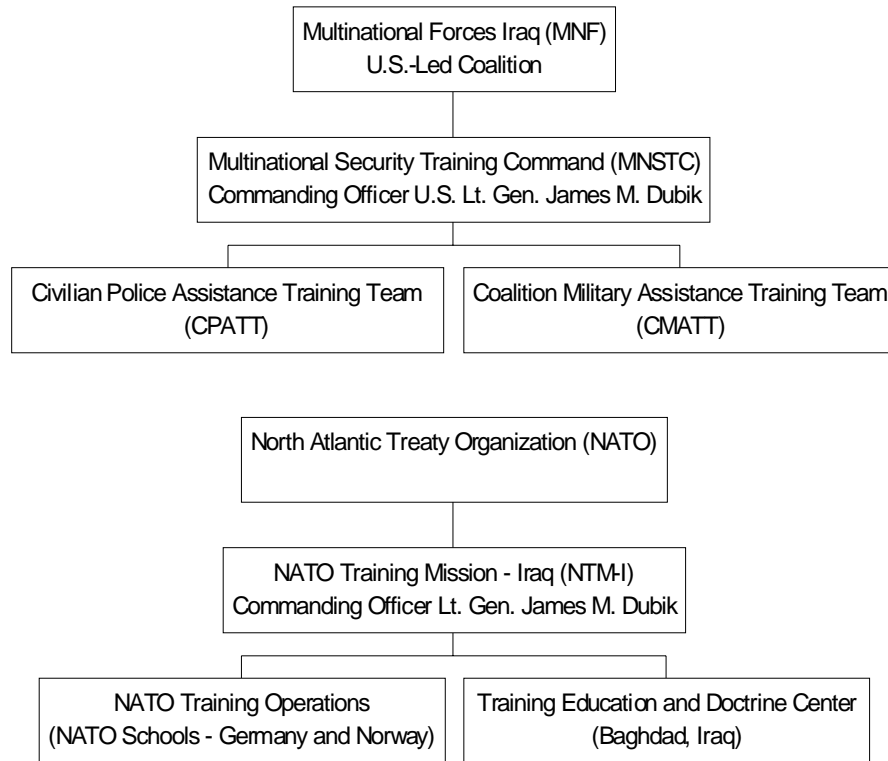 Multinational Forces Iraq (MNF)
U.S.-Led Coalition
Multinational Security Training Command (MNSTC)
Commanding Officer U.S. Lt. Gen. James M. Dubik
Civilian Police Assistance Training Team
(CPATT)
Coalition Military Assistance Training Team
(CMATT)
North Atlantic Treaty Organization (NATO)
NATO Training Mission - Iraq (NTM-I)
Commanding Officer Lt. Gen. James M. Dubik
NATO Training Operations
(NATO Schools - Germany and Norway)
Training Education and Doctrine Center
(Baghdad, Iraq)